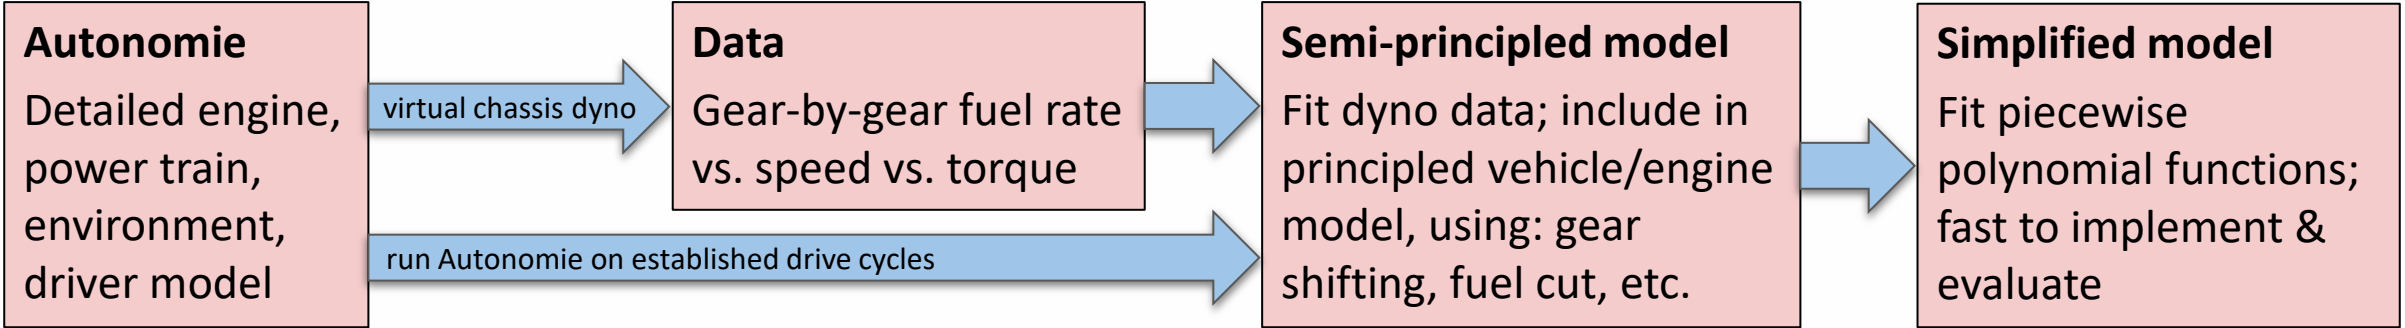 Autonomie
Detailed engine,
power train,
environment,
driver model
virtual chassis dyno
run Autonomie on established drive cycles
Data
Gear-by-gear fuel rate
vs. speed vs. torque
Semi-principled model
Fit dyno data; include in
principled vehicle/engine
model, using: gear
shifting, fuel cut, etc.
Simplified model
Fit piecewise
polynomial functions;
fast to implement &
evaluate